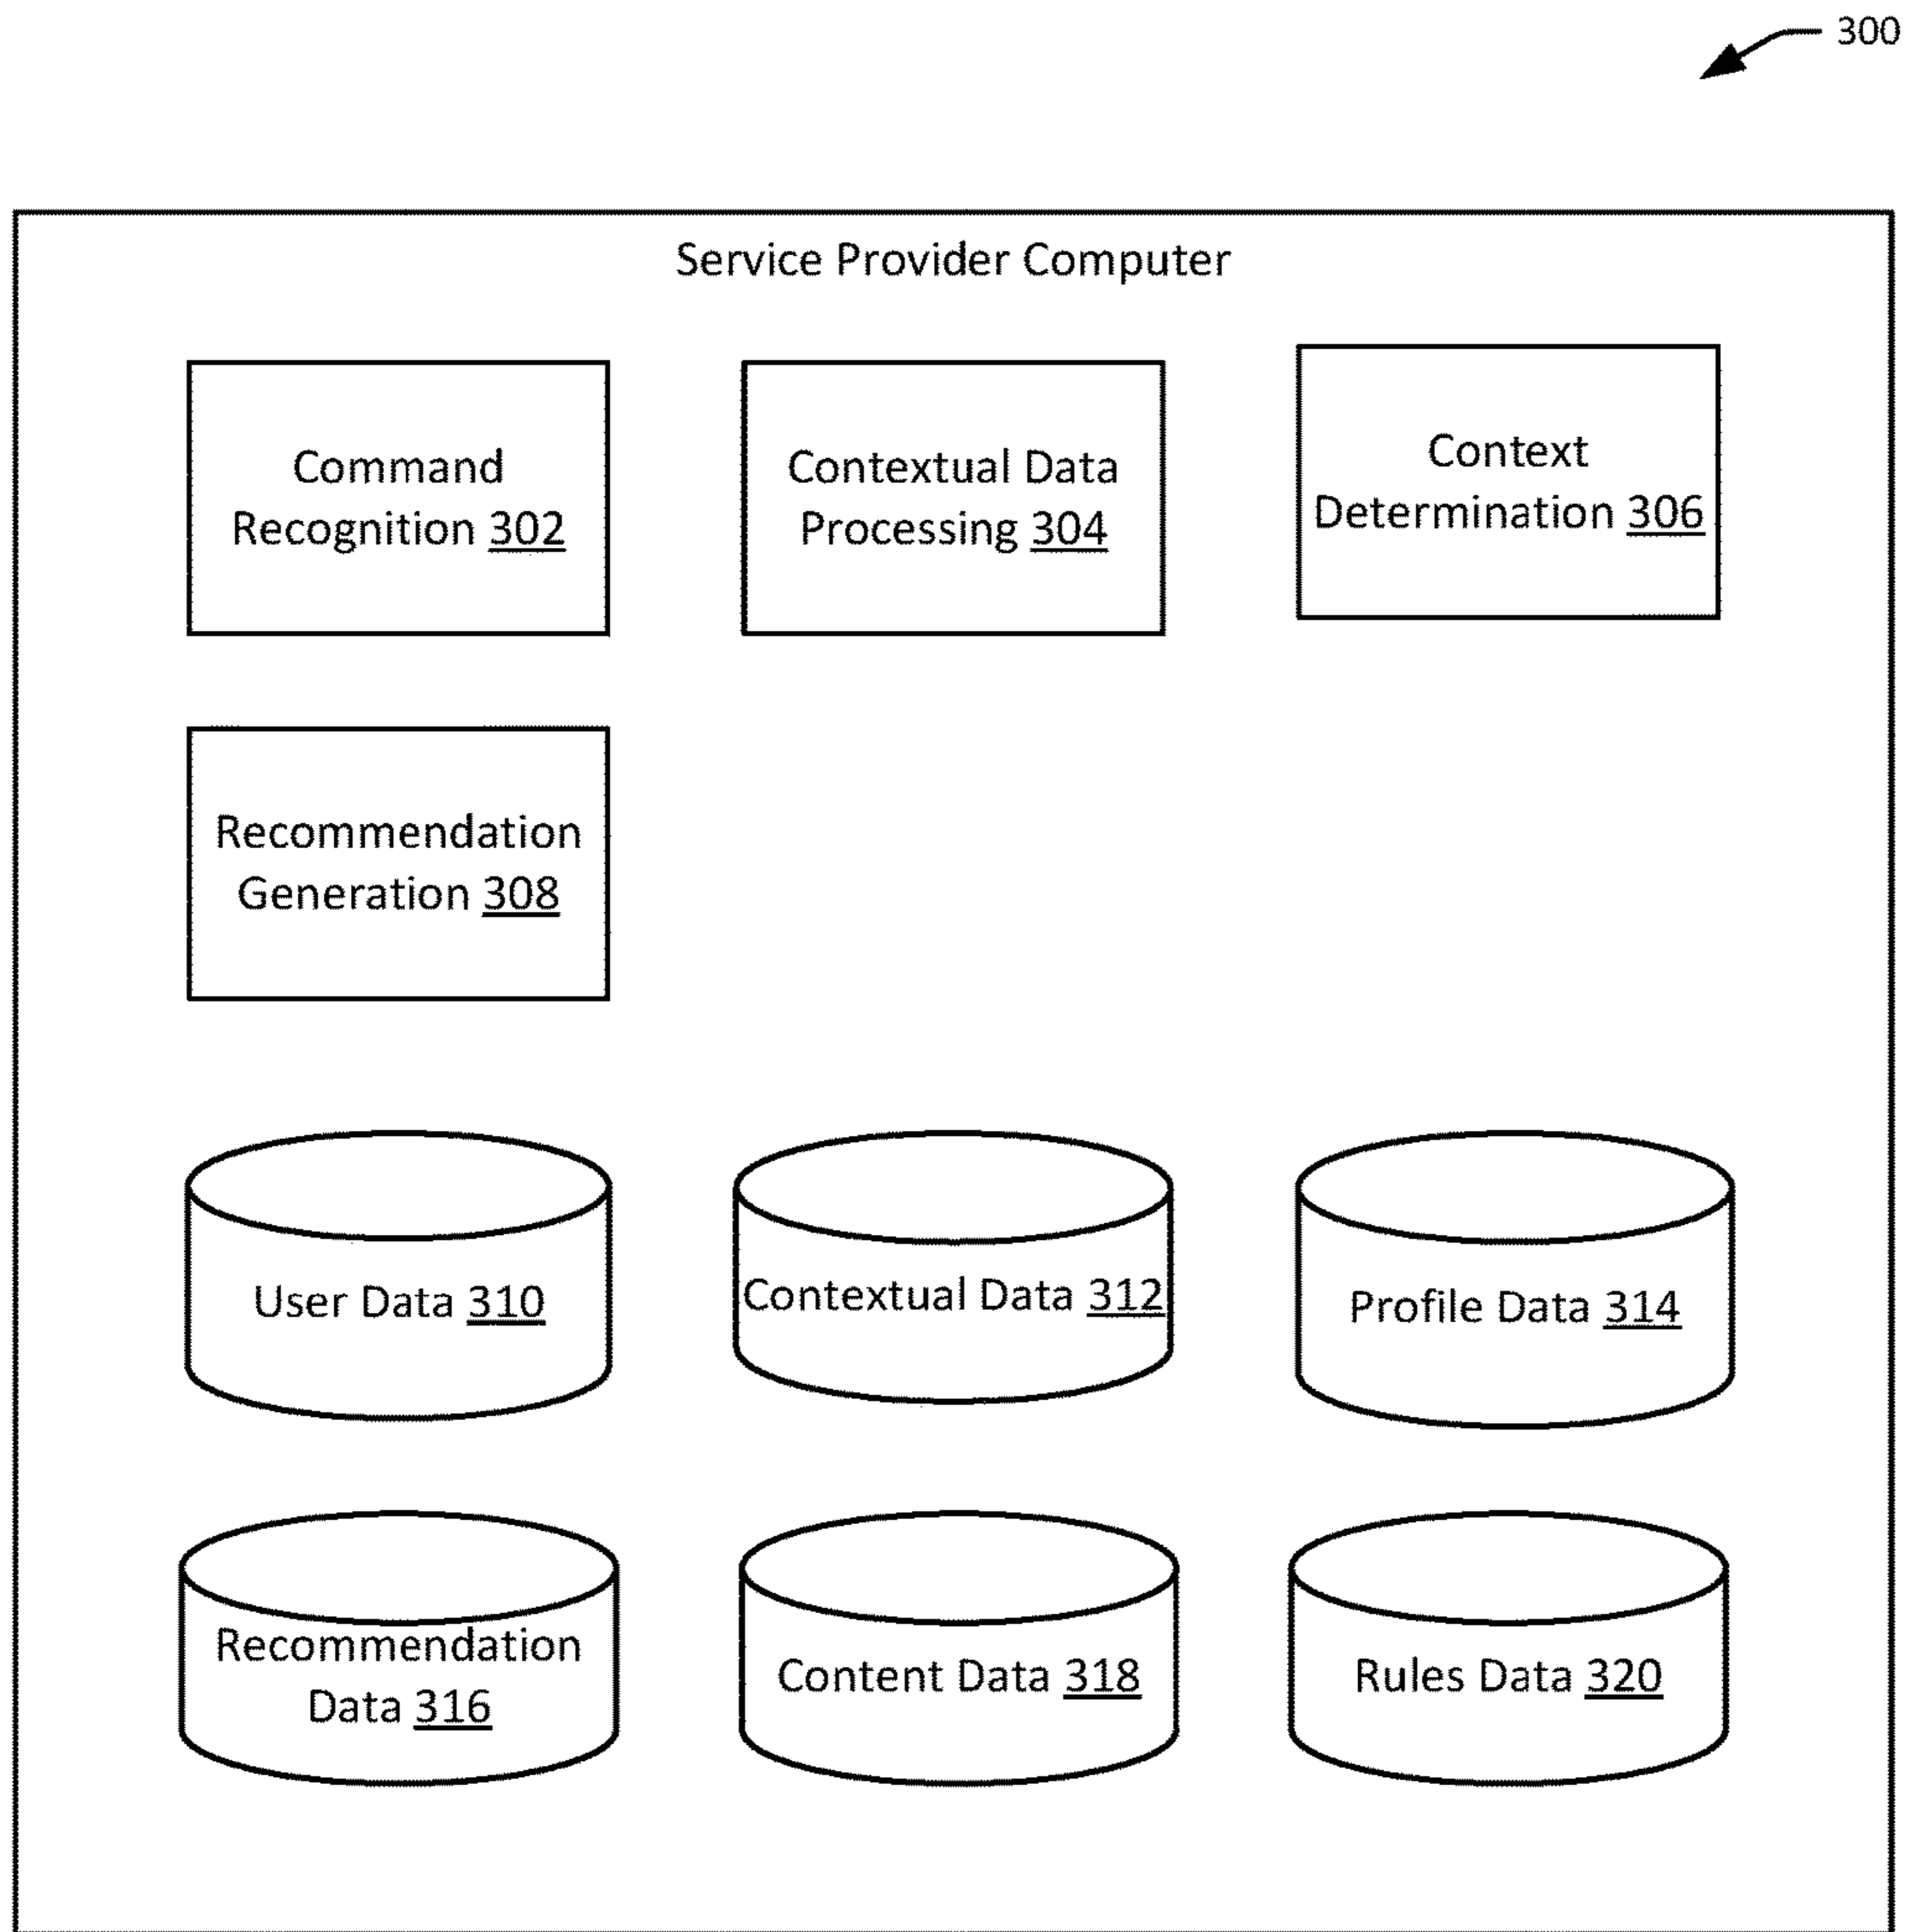 300
Service Provider Computer
Command
Recognition 302
Contextual Data
Processing 304
Context
Determination 306
Recommendation
Generation 308
User Data 310
Contextual Data 312
Profile Data 314
Recommendation
Data 316
Content Data 318
Rules Data 320